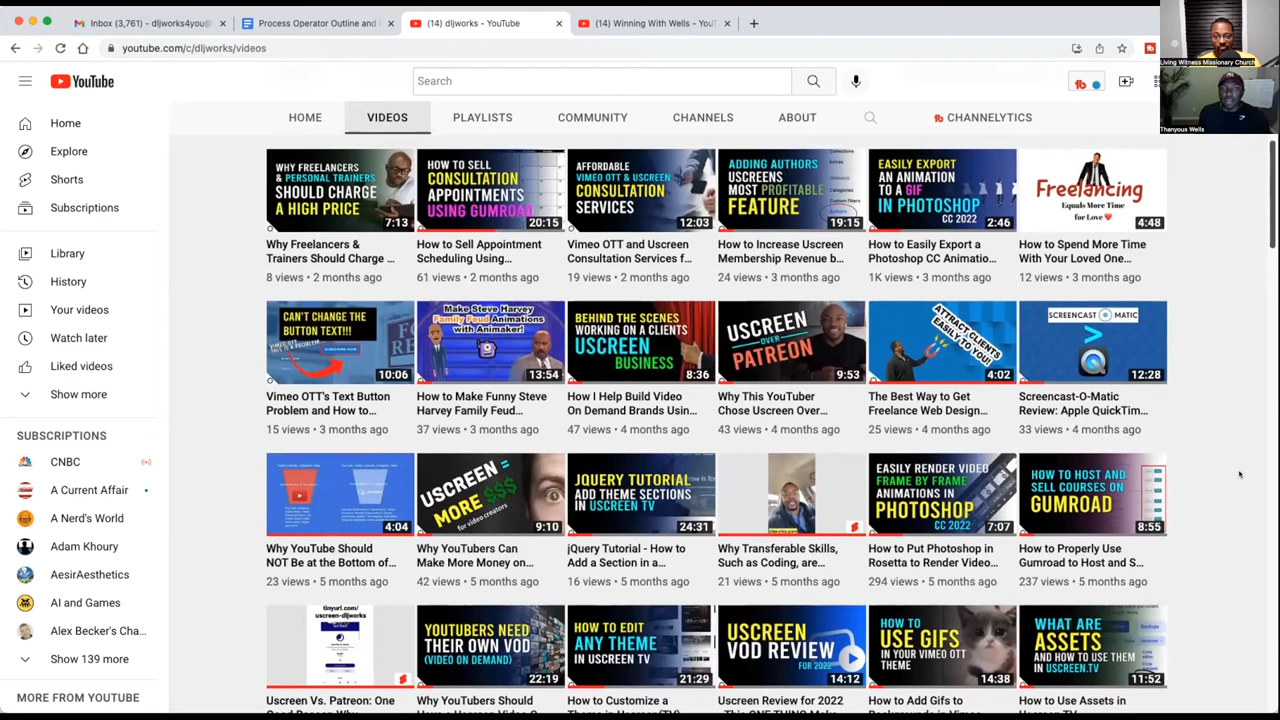 Inbox (3,761) - dljworks4you@
Process Operator Outline and
(14) dljworks - YouTube
(14) Winning With Wells - YouT
youtube.com/c/dljworks/videos
YouTube
Search
HOME
VIDEOS
PLAYLISTS
COMMUNITY
CHANNELS
ABOUT
CHANNELYTICS
Living Witness Missionary Church
Thanyous Wells
Home
Explore
Shorts
Subscriptions
Library
History
Your videos
Watch later
Liked videos
Show more
SUBSCRIPTIONS
CNBC
A Current Affair
A Nerd's World
Adam Khoury
AesirAesthetics
AI and Games
Alex Becker's Cha...
Show 139 more
MORE FROM YOUTUBE
WHY FREELANCERS
& PERSONAL TRAINERS
SHOULD CHARGE
A HIGH PRICE
7:13
Why Freelancers &
Trainers Should Charge ...
8 views • 2 months ago
HOW TO SELL
CONSULTATION
APPOINTMENTS
USING GUMROAD
20:15
How to Sell Appointment
Scheduling Using...
61 views • 2 months ago
AFFORDABLE
VIMEO OTT & USCREEN
CONSULTATION
SERVICES
12:03
Vimeo OTT and Uscreen
Consultation Services f...
19 views • 2 months ago
ADDING AUTHORS
USCREENS
MOST PROFITABLE
FEATURE
19:15
How to Increase Uscreen
Membership Revenue b...
24 views • 3 months ago
EASILY EXPORT
AN ANIMATION
TO A GIF
IN PHOTOSHOP
CC 2022
2:46
How to Easily Export a
Photoshop CC Animatio...
1K views • 3 months ago
Freelancing
Equals More Time
for Love
4:48
How to Spend More Time
With Your Loved One...
12 views • 3 months ago
CAN'T CHANGE THE
BUTTON TEXT!!!
10:06
Vimeo OTT's Text Button
Problem and How to...
15 views • 3 months ago
Make Steve Harvey
Family Feud Animations
with Animaker!
13:54
How to Make Funny Steve
Harvey Family Feud...
37 views • 3 months ago
BEHIND THE SCENES
WORKING ON A CLIENTS
USCREEN
BUSINESS
8:36
How I Help Build Video
On Demand Brands Usin...
47 views • 4 months ago
USCREEN
OVER
PATREON
9:53
Why This YouTuber
Chose Uscreen Over...
43 views • 4 months ago
ATTRACT CLIENTS
EASILY TO YOU!
4:02
The Best Way to Get
Freelance Web Design...
25 views • 4 months ago
SCREENCAST O MATIC
12:28
Screencast-O-Matic
Review: Apple QuickTim...
33 views • 4 months ago
4:04
Why YouTube Should
NOT Be at the Bottom of...
23 views • 5 months ago
USCREEN =
MORE $$$
for video creators
9:10
Why YouTubers Can
Make More Money on...
42 views • 5 months ago
JQUERY TUTORIAL
ADD THEME SECTIONS
IN USCREEN TV
24:31
jQuery Tutorial - How to
Add a Section in a...
16 views • 5 months ago
Why Transferable Skills,
Such as Coding, are...
21 views • 5 months ago
EASILY RENDER VIDEO
FRAME BY FRAME
ANIMATIONS IN
PHOTOSHOP
CC 2022
7:07
How to Put Photoshop in
Rosetta to Render Video...
294 views • 5 months ago
HOW TO HOST AND
SELL COURSES ON
GUMROAD
8:55
How to Properly Use
Gumroad to Host and S...
237 views • 5 months ago
tinyurl.com/
uscreen-dljworks
Uscreen Vs. Patreon: One
YOUTUBERS NEED
THEIR OWN VOD
(VIDEO ON DEMAND)
22:19
Why YouTubers Should
HOW TO EDIT
ANY THEME
IN USCREEN TV
21:29
How to Customize a
USCREEN
VOD REVIEW
FOR 2022
14:12
Uscreen Review for 2022
HOW TO
USE GIFS
IN YOUR VIMEO OTT
THEME
14:38
How to Add Gifs to
WHAT ARE
ASSETS
AND HOW TO USE THEM
IN USCREEN.TV
11:52
How to Use Assets in